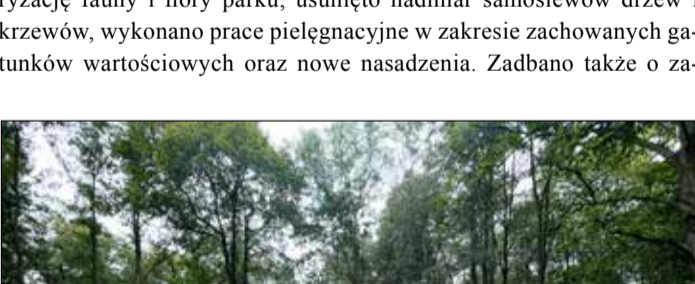 ryzację fauny i flory parku, usunięto nadmiar samosiewów drzew i
krzewów, wykonano prace pielęgnacyjne w zakresie zachowanych ga-
tunków wartościowych oraz nowe nasadzenia. Zadbano także o za-